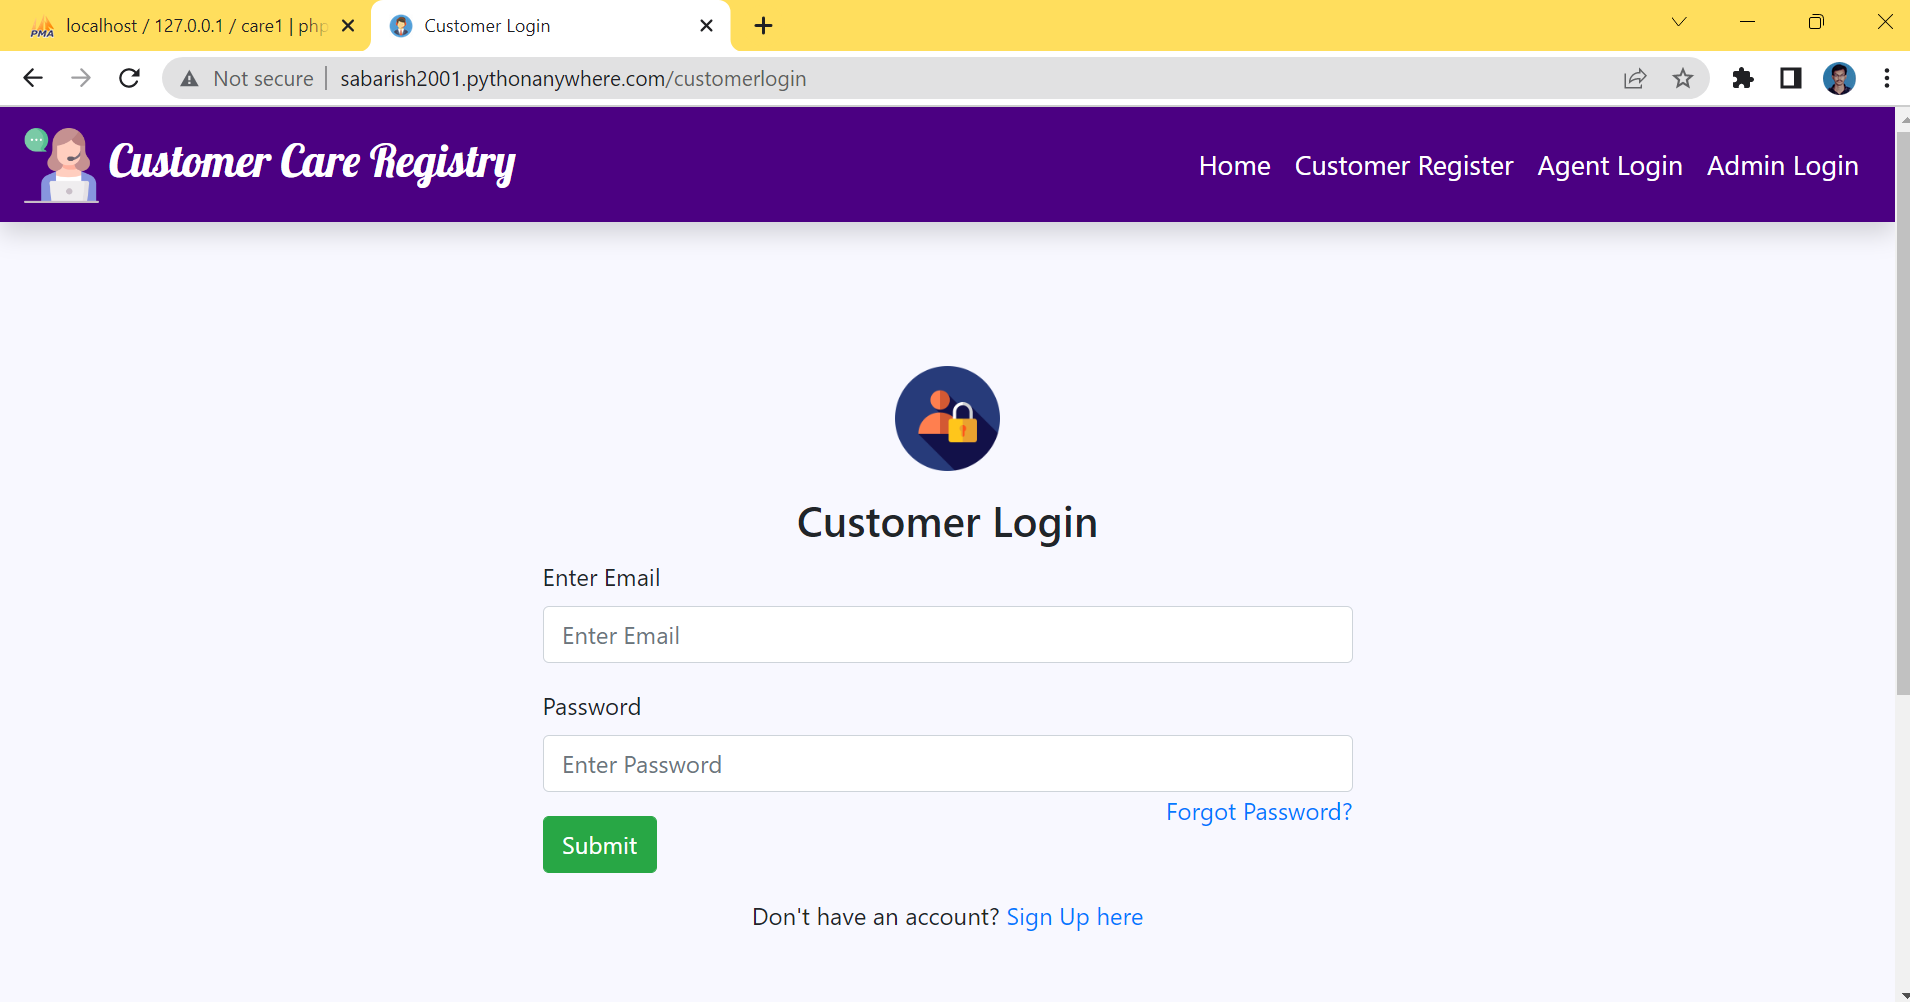 localhost / 127.0.0.1 / care1 | php
Customer Login
Not secure
sabarish2001.pythonanywhere.com/customerlogin
Customer Care Registry
Home Customer Register Agent Login Admin Login
Customer Login
Enter Email
Enter Email
Password
Enter Password
Forgot Password?
Submit
Don't have an account? Sign Up here